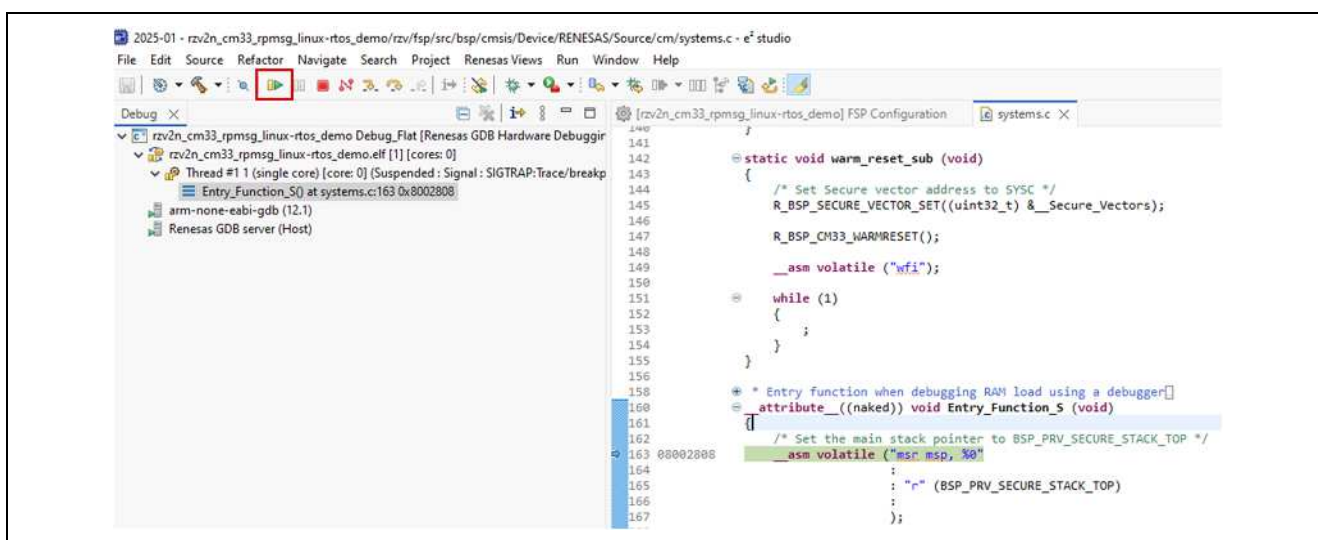 2025-01 - rzv2n_cm33_rpmsg_linux-rtos_demo/rzv/fsp/src/bsp/cmsis/Device/RENESAS/Source/cm/systems.c - e² studio
File Edit Source Refactor Navigate Search Project Renesas Views Run Window Help
Debug
rzv2n_cm33_rpmsg_linux-rtos_demo Debug_Flat [Renesas GDB Hardware Debuggin
rzv2n_cm33_rpmsg_linux-rtos_demo.elf [1] [cores: 0]
Thread #1 1 (single core) [core: 0] (Suspended : Signal : SIGTRAP:Trace/breakp
Entry_Function_S() at systems.c:163 0x8002808
arm-none-eabi-gdb (12.1)
Renesas GDB server (Host)
[rzv2n_cm33_rpmsg_linux-rtos_demo] FSP Configuration systems.c
140 }
141
142 static void warm_reset_sub (void)
143 {
144 /* Set Secure vector address to SYSC */
145 R_BSP_SECURE_VECTOR_SET((uint32_t) &__Secure_Vectors);
146
147 R_BSP_CM33_WARMRESET();
148
149 __asm volatile ("wfi");
150
151 while (1)
152 {
153 ;
154 }
155 }
156
158 * Entry function when debugging RAM load using a debugger
160 __attribute__((naked)) void Entry_Function_S (void)
161 {
162 /* Set the main stack pointer to BSP_PRV_SECURE_STACK_TOP */
163 08002808 __asm volatile ("msr msp, %0"
164 :
165 : "r" (BSP_PRV_SECURE_STACK_TOP)
166 :
167 );